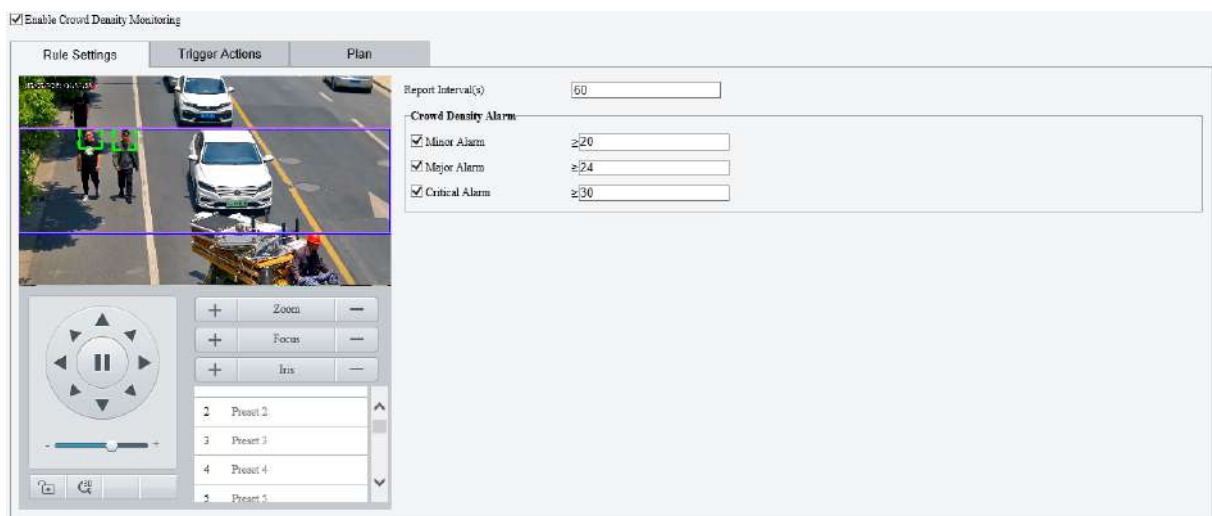 Enable Crowd Density Monitoring
Rule Settings
Trigger Actions
Plan
Report Interval(s) 60
Crowd Density Alarm
Minor Alarm ≥20
Major Alarm ≥24
Critical Alarm ≥30
+ Zoom −
+ Focus −
+ Iris −
2 Preset 2
3 Preset 3
4 Preset 4
5 Preset 5
- +
3D